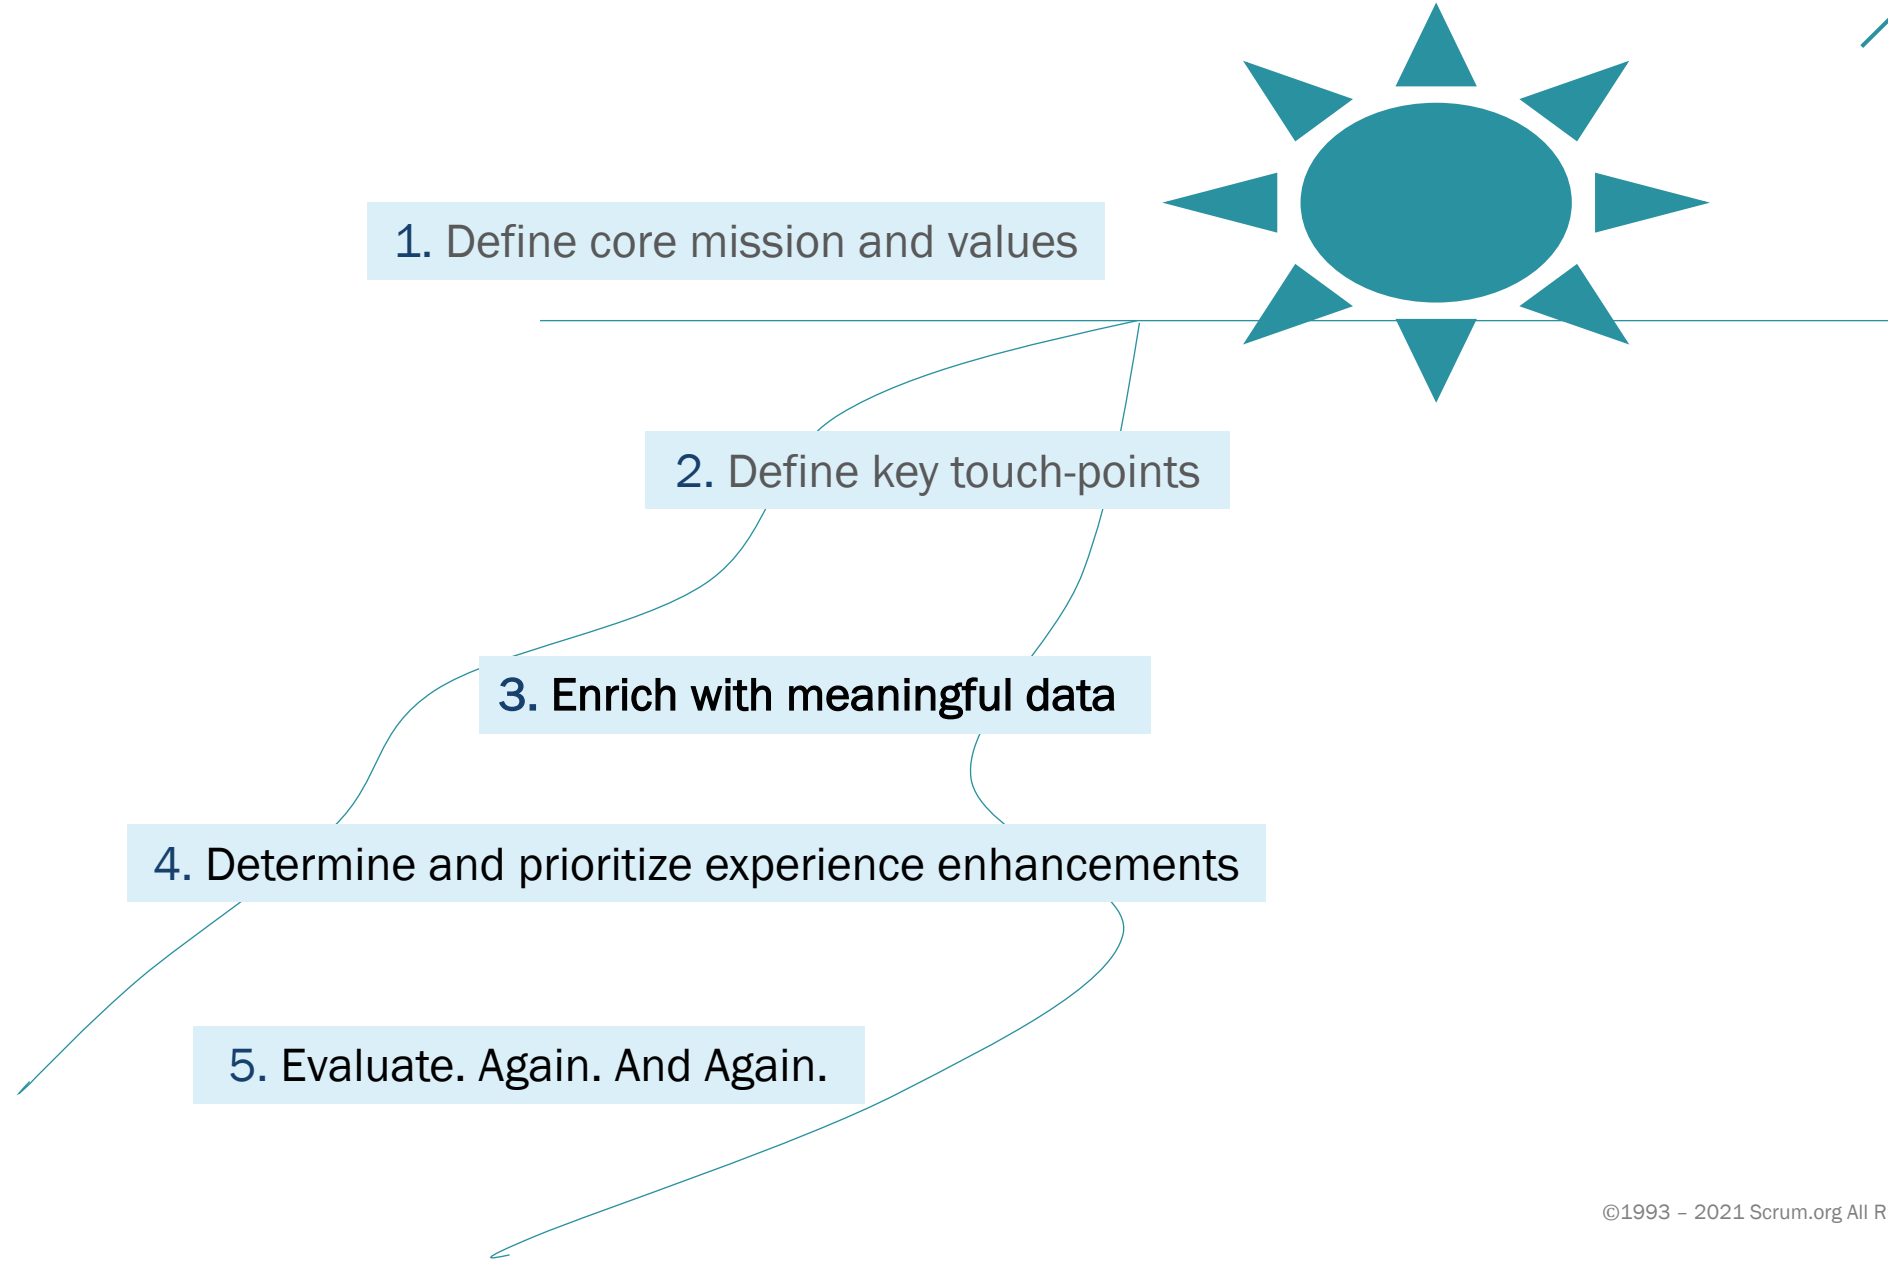 1. Define core mission and values
2. Define key touch-points
3. Enrich with meaningful data
4. Determine and prioritize experience enhancements
5. Evaluate. Again. And Again.
©1993 – 2021 Scrum.org All R